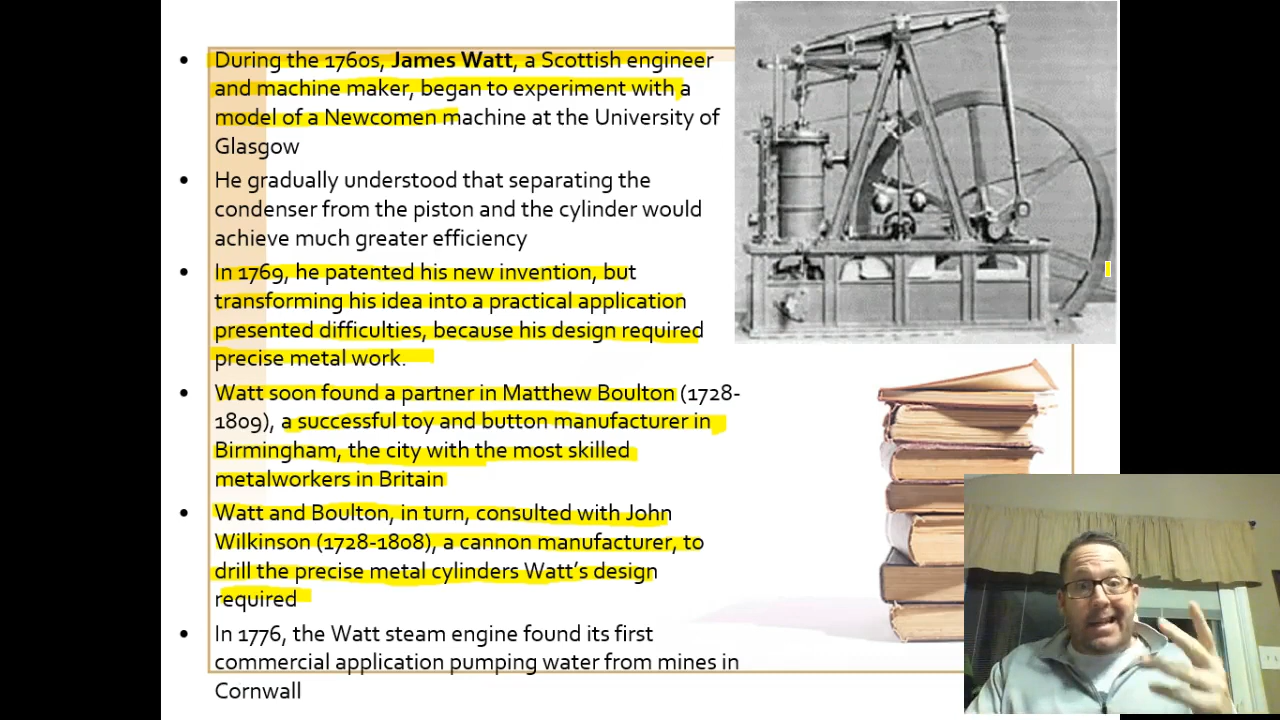 During the 1760s, James Watt, a Scottish engineer
and machine maker, began to experiment with a
model of a Newcomen machine at the University of
Glasgow
He gradually understood that separating the
condenser from the piston and the cylinder would
achieve much greater efficiency
In 1769, he patented his new invention, but
transforming his idea into a practical application
presented difficulties, because his design required
precise metal work.
Watt soon found a partner in Matthew Boulton (1728-
1809), a successful toy and button manufacturer in
Birmingham, the city with the most skilled
metalworkers in Britain
Watt and Boulton, in turn, consulted with John
Wilkinson (1728-1808), a cannon manufacturer, to
drill the precise metal cylinders Watt's design
required
In 1776, the Watt steam engine found its first
commercial application pumping water from mines in
Cornwall